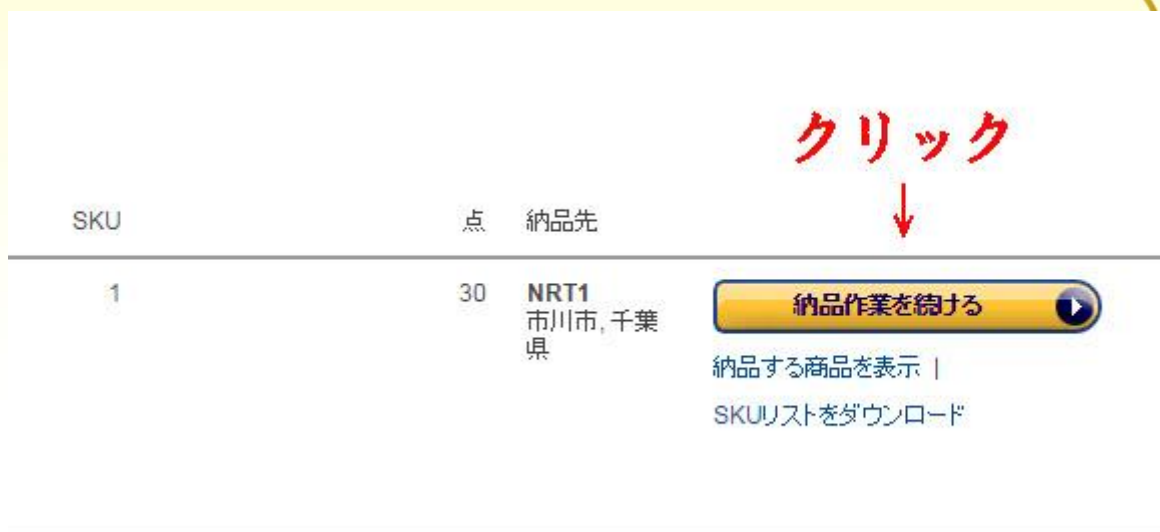 クリック
↓
SKU 点 納品先
1 30 NRT1 納品作業を続ける
市川市, 千葉
県
納品する商品を表示 |
SKUリストをダウンロード